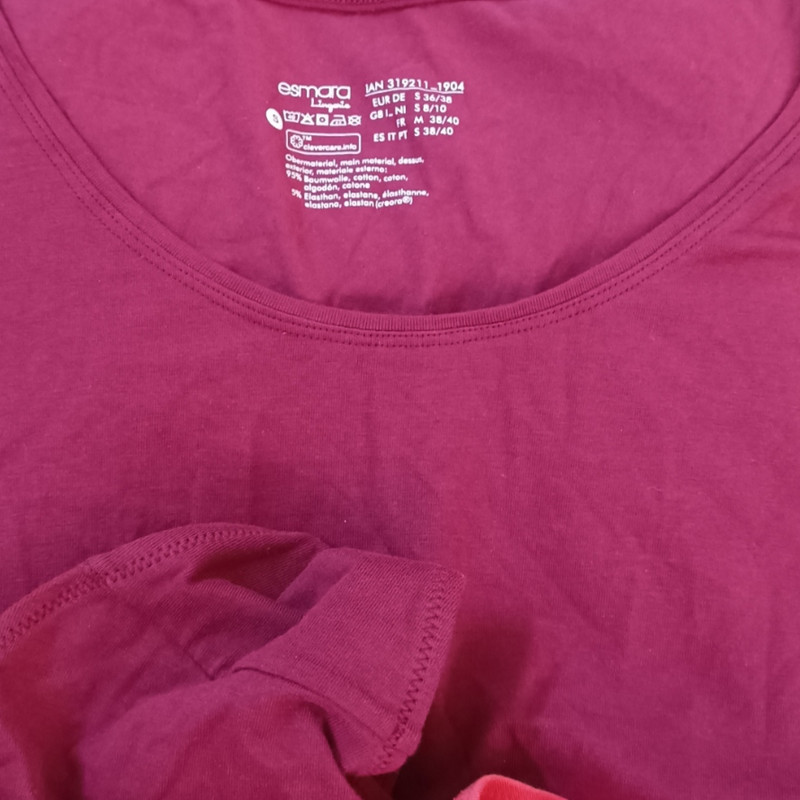 esmara
Lingerie
IAN 319211_1904
EUR DE S 36/38
GB I_ NI S 8/10
FR M 38/40
ES IT PT S 38/40
S
clevercare.info
TM
Obermaterial, main material, dessus,
exterior, materiale esterno:
95% Baumwolle, cotton, coton,
algodón, cotone
5% Elasthan, elastane, élasthanne,
elastano, elastan (creora®)